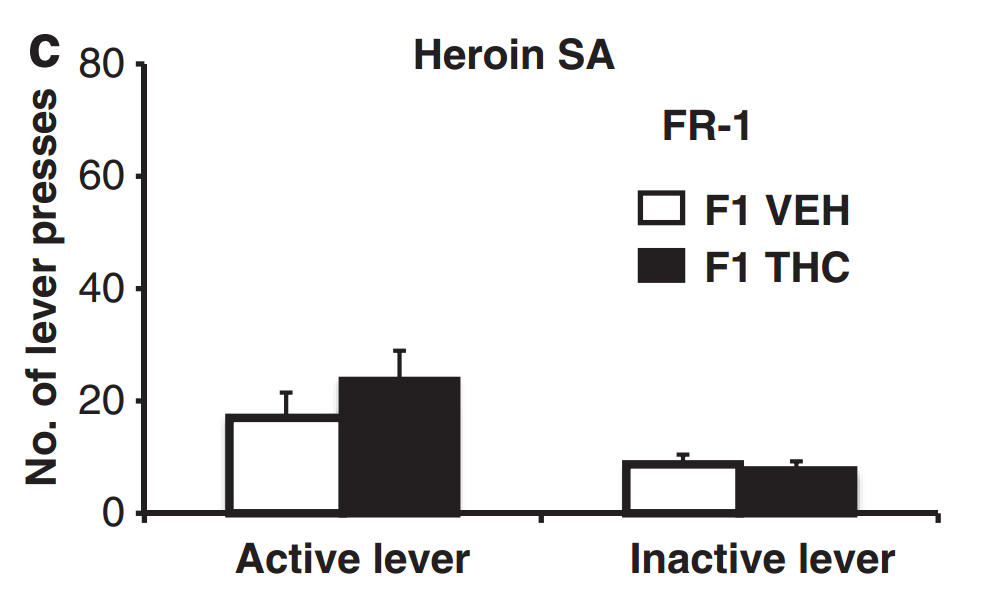 C
Heroin SA
FR-1
F1 VEH
F1 THC
No. of lever presses
80
60
40
20
0
Active lever
Inactive lever